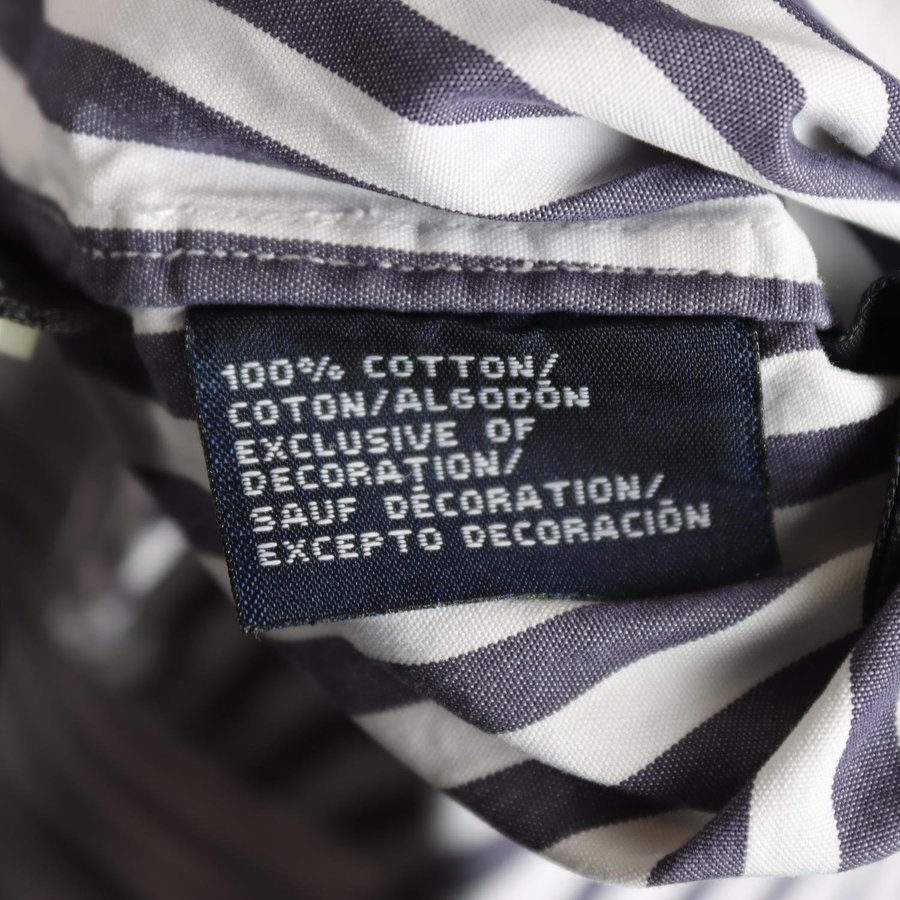 100% COTTON/
COTON/ALGODÓN
EXCLUSIVE OF
DECORATION/
SAUF DÉCORATION/
EXCEPTO DECORACIÓN